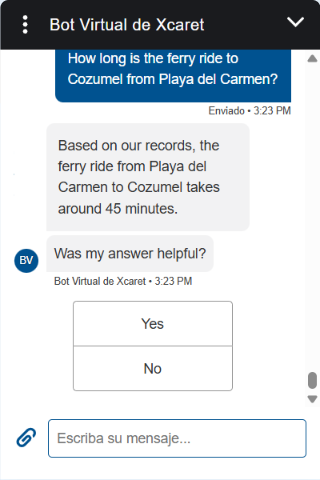 Bot Virtual de Xcaret
How long is the ferry ride to
Cozumel from Playa del Carmen?
Enviado • 3:23 PM
Based on our records, the
ferry ride from Playa del
Carmen to Cozumel takes
around 45 minutes.
Was my answer helpful?
BV
Bot Virtual de Xcaret • 3:23 PM
Yes
No
Escriba su mensaje...